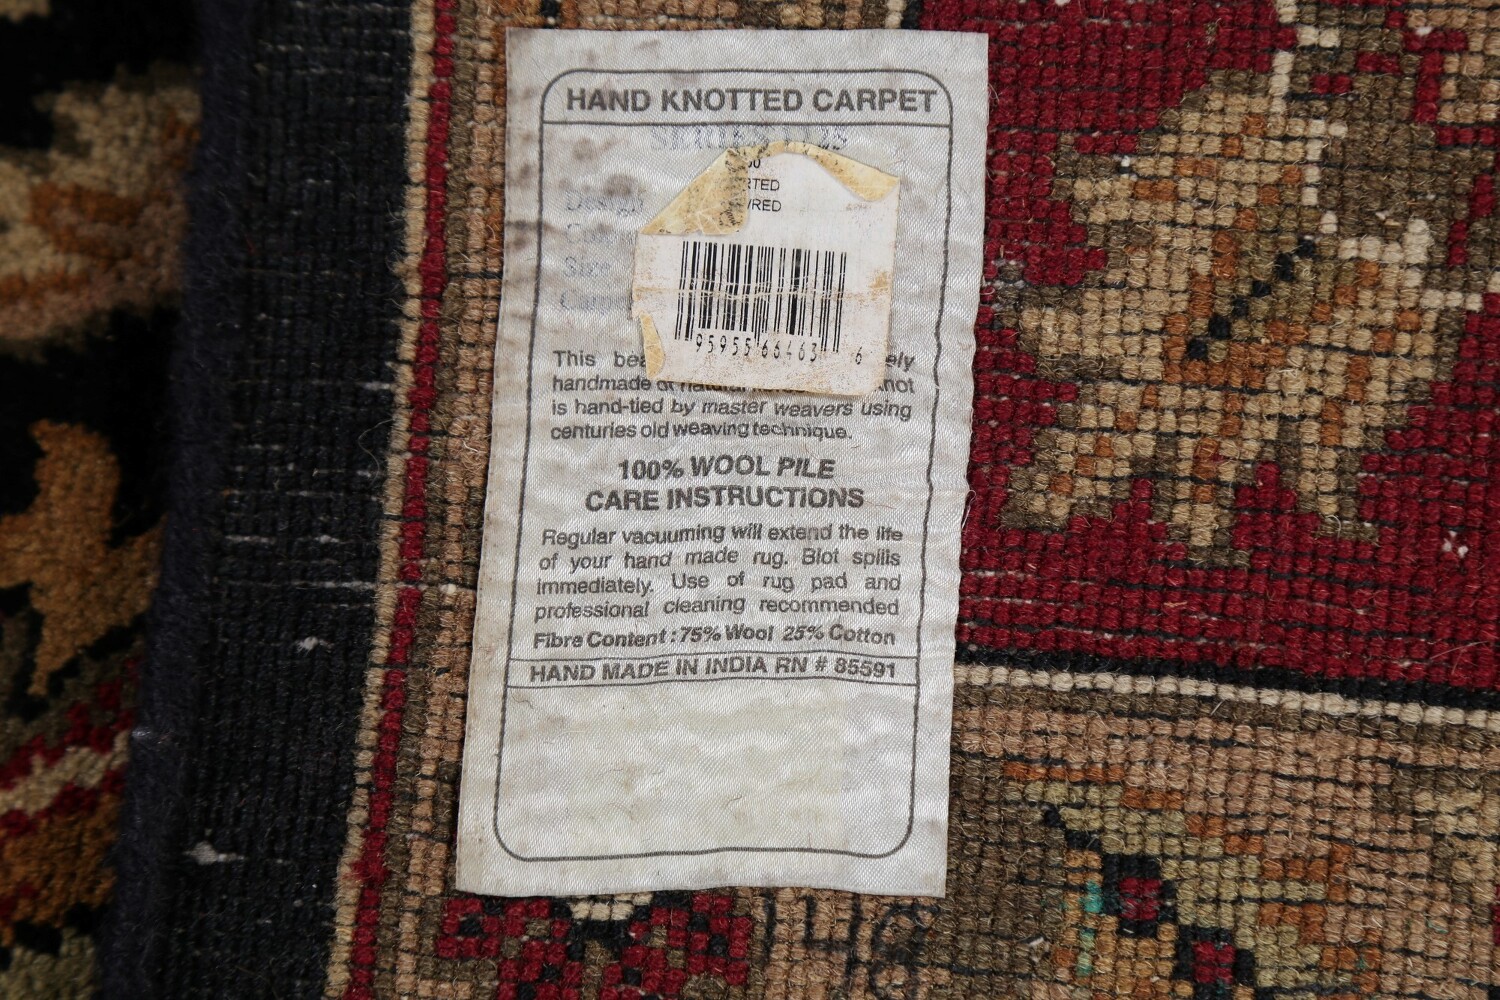 HAND KNOTTED CARPET
RTED
/RED
Design
Size
95955 66463 6
This
handmade of
is hand-tied by master weavers using
centuries old weaving technique.
100% WOOL PILE
CARE INSTRUCTIONS
Regular vacuuming will extend the life
of your hand made rug. Blot spills
immediately. Use of rug pad and
professional cleaning recommended
Fibre Content : 75% Wool 25% Cotton
HAND MADE IN INDIA RN # 85591